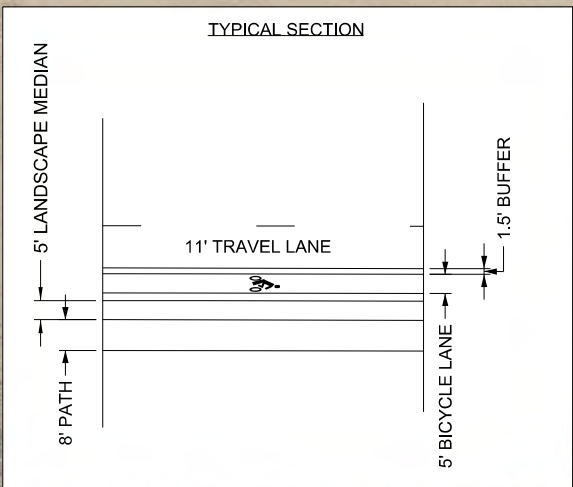 TYPICAL SECTION
5' LANDSCAPE MEDIAN
1.5' BUFFER
11' TRAVEL LANE
8' PATH
5' BICYCLE LANE